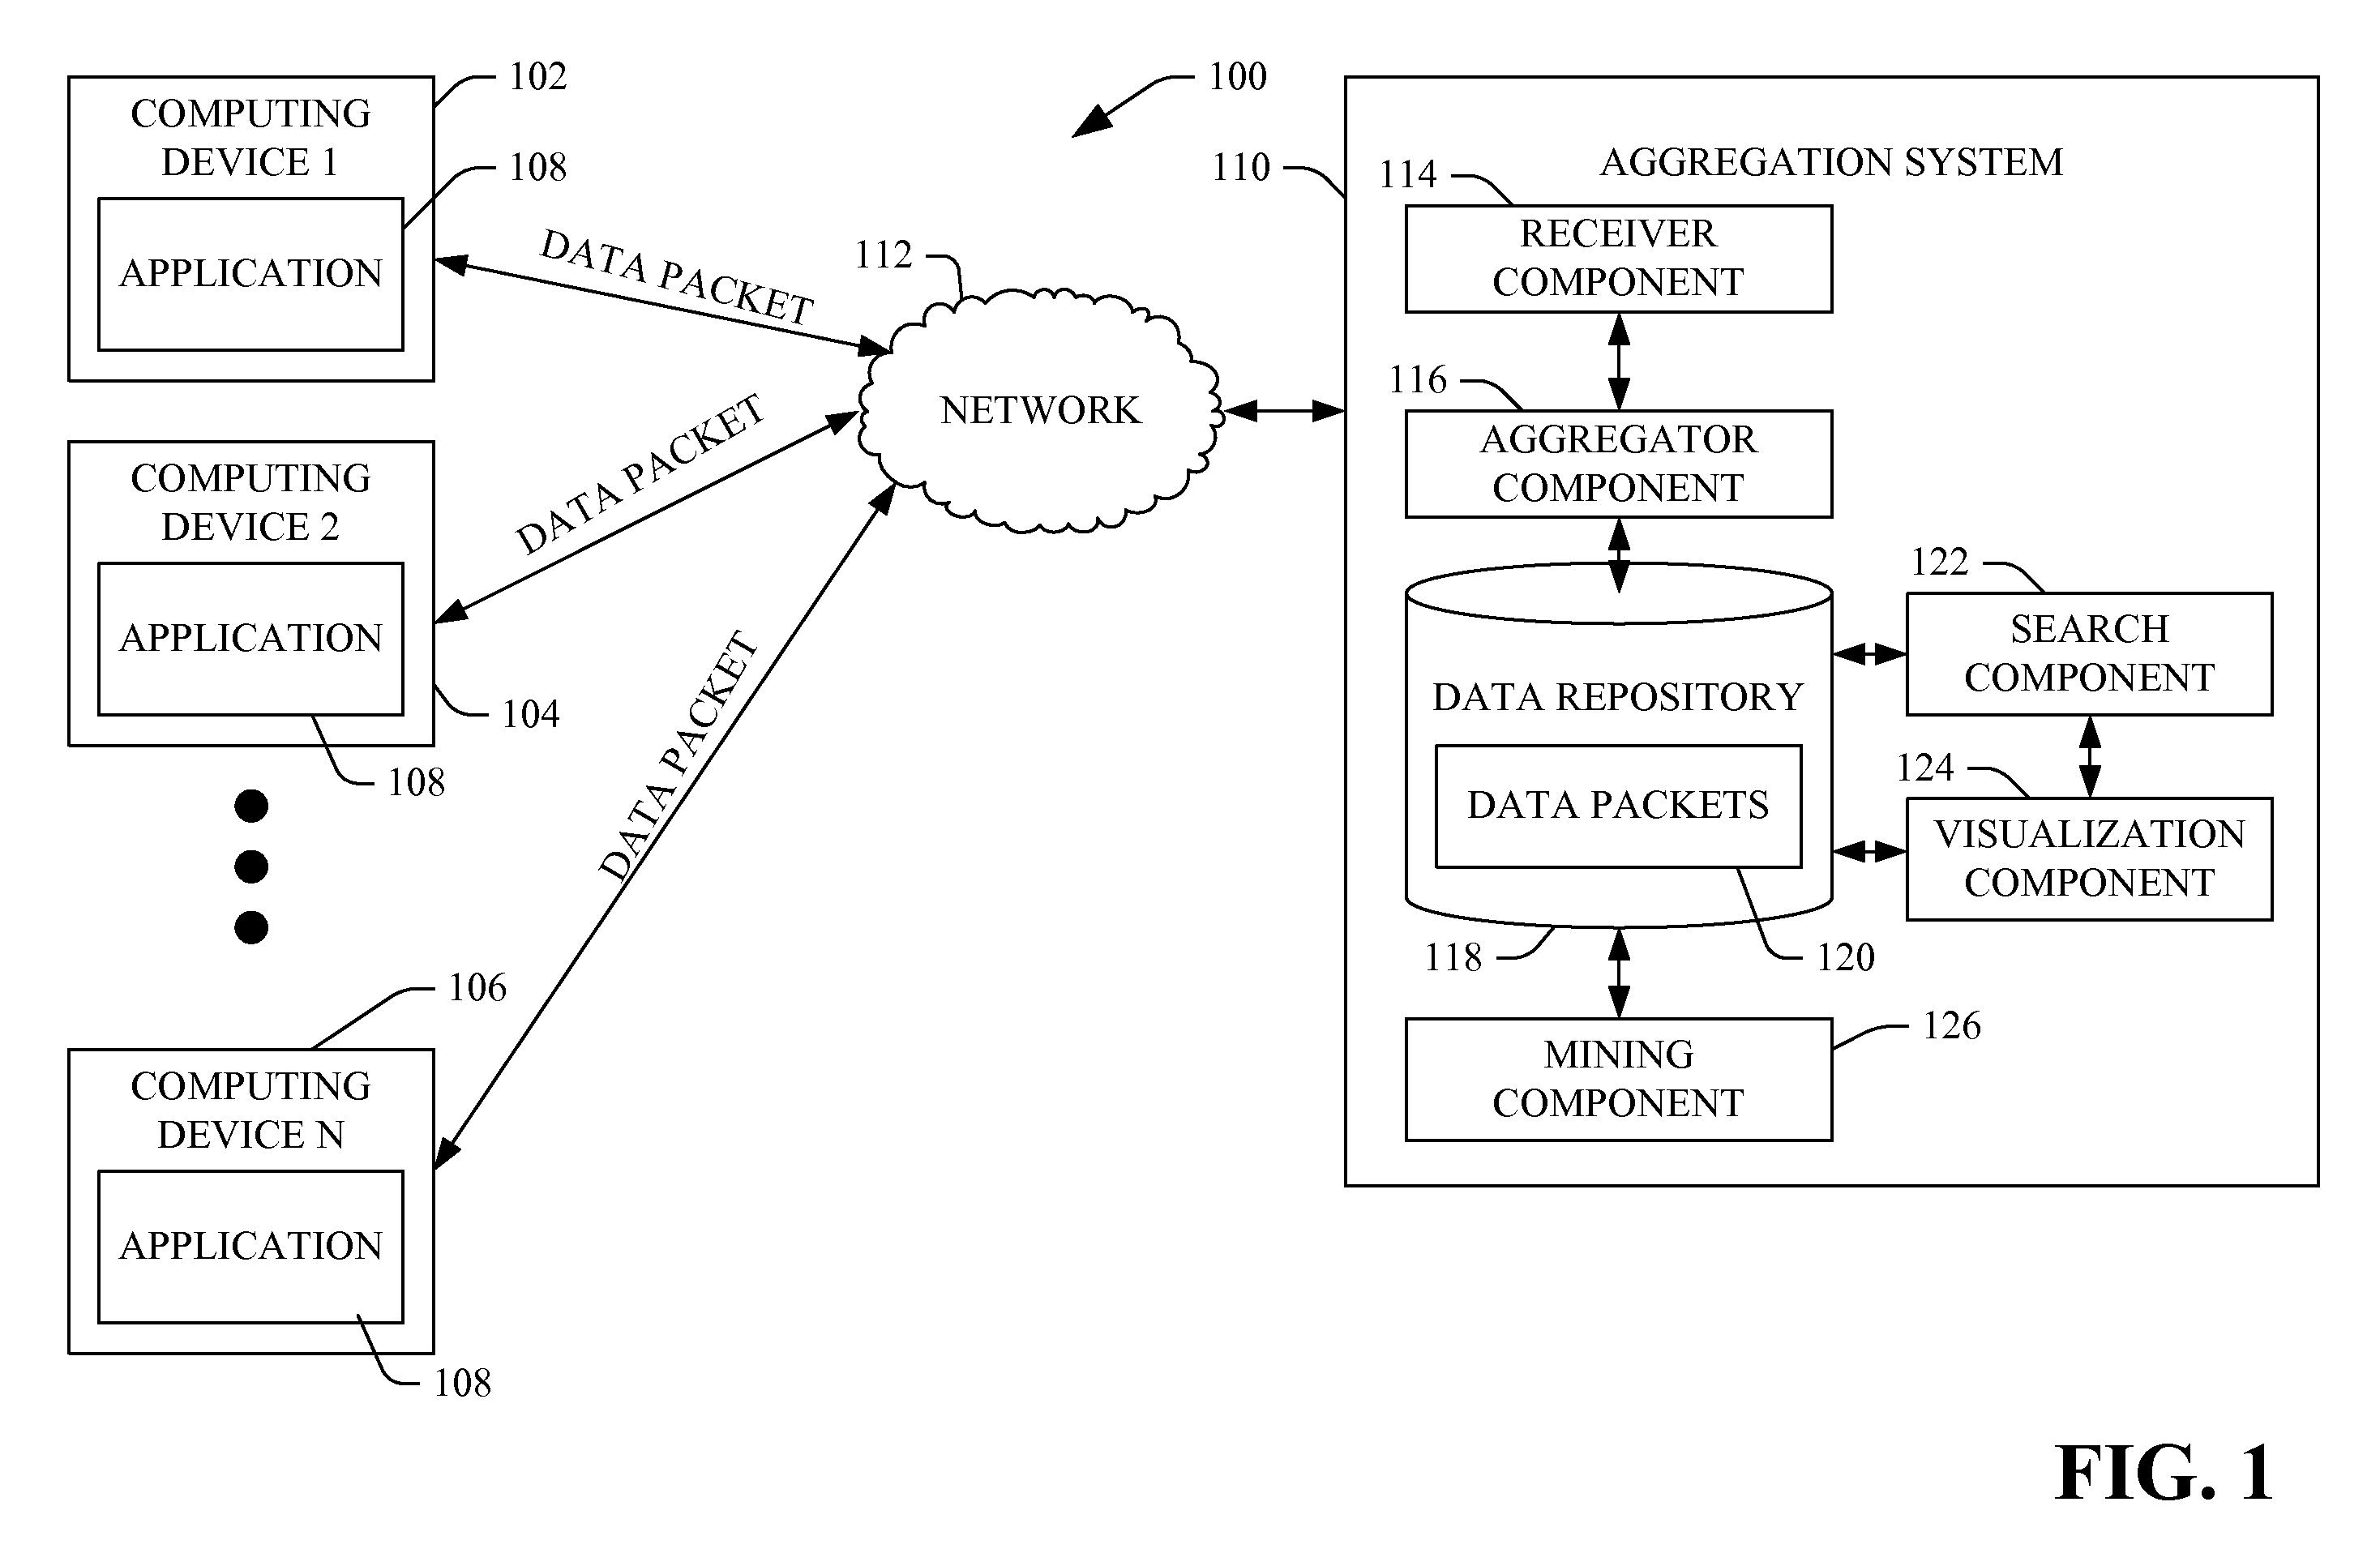 102
COMPUTING
DEVICE 1
108
APPLICATION
DATA PACKET
COMPUTING
DEVICE 2
APPLICATION
104
108
DATA PACKET
106
COMPUTING
DEVICE N
APPLICATION
108
DATA PACKET
100
112
NETWORK
110
AGGREGATION SYSTEM
114
RECEIVER
COMPONENT
116
AGGREGATOR
COMPONENT
DATA REPOSITORY
DATA PACKETS
118
120
122
SEARCH
COMPONENT
124
VISUALIZATION
COMPONENT
126
MINING
COMPONENT
FIG. 1